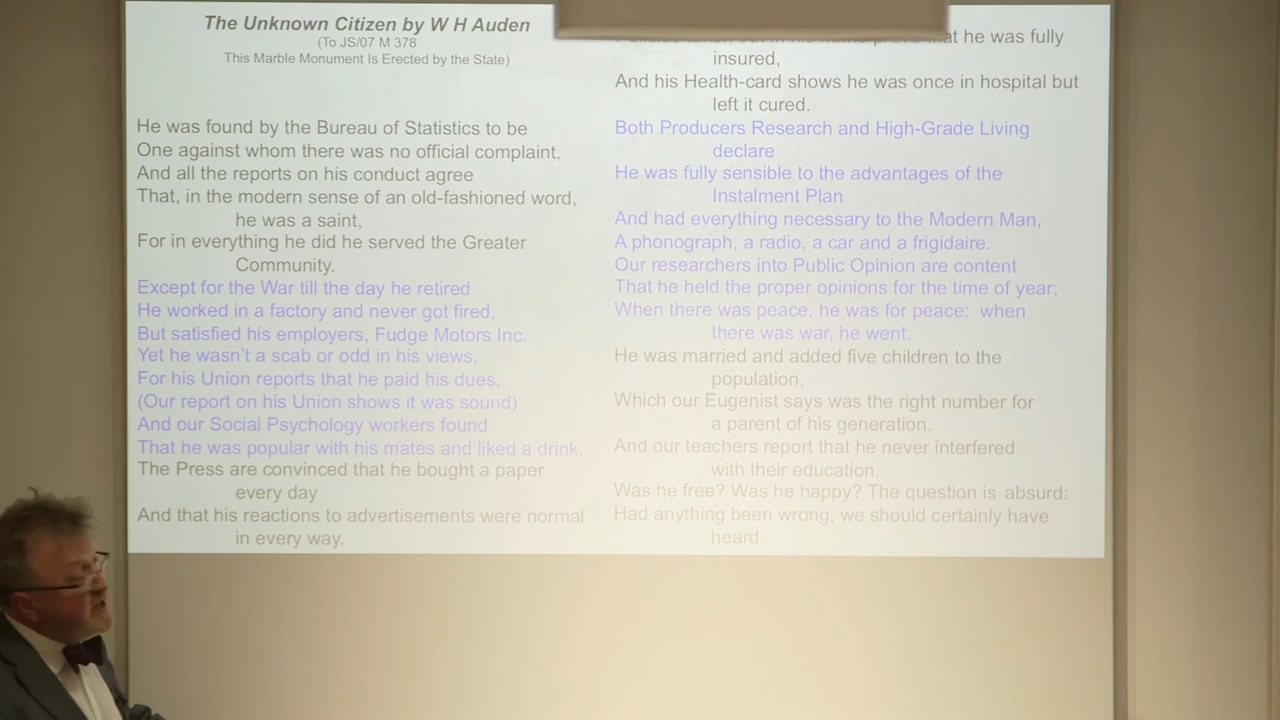 The Unknown Citizen by W H Auden
(To JS/07 M 378
This Marble Monument Is Erected by the State)
He was found by the Bureau of Statistics to be
One against whom there was no official complaint,
And all the reports on his conduct agree
That, in the modern sense of an old-fashioned word,
he was a saint,
For in everything he did he served the Greater
Community.
Except for the War till the day he retired
He worked in a factory and never got fired,
But satisfied his employers, Fudge Motors Inc.
Yet he wasn't a scab or odd in his views,
For his Union reports that he paid his dues,
(Our report on his Union shows it was sound)
And our Social Psychology workers found
That he was popular with his mates and liked a drink.
The Press are convinced that he bought a paper
every day
And that his reactions to advertisements were normal
in every way.
he was fully
insured,
And his Health-card shows he was once in hospital but
left it cured.
Both Producers Research and High-Grade Living
declare
He was fully sensible to the advantages of the
Instalment Plan
And had everything necessary to the Modern Man,
A phonograph, a radio, a car and a frigidaire.
Our researchers into Public Opinion are content
That he held the proper opinions for the time of year;
When there was peace, he was for peace: when
there was war, he went.
He was married and added five children to the
population,
Which our Eugenist says was the right number for
a parent of his generation.
And our teachers report that he never interfered
with their education.
Was he free? Was he happy? The question is absurd:
Had anything been wrong, we should certainly have
heard.